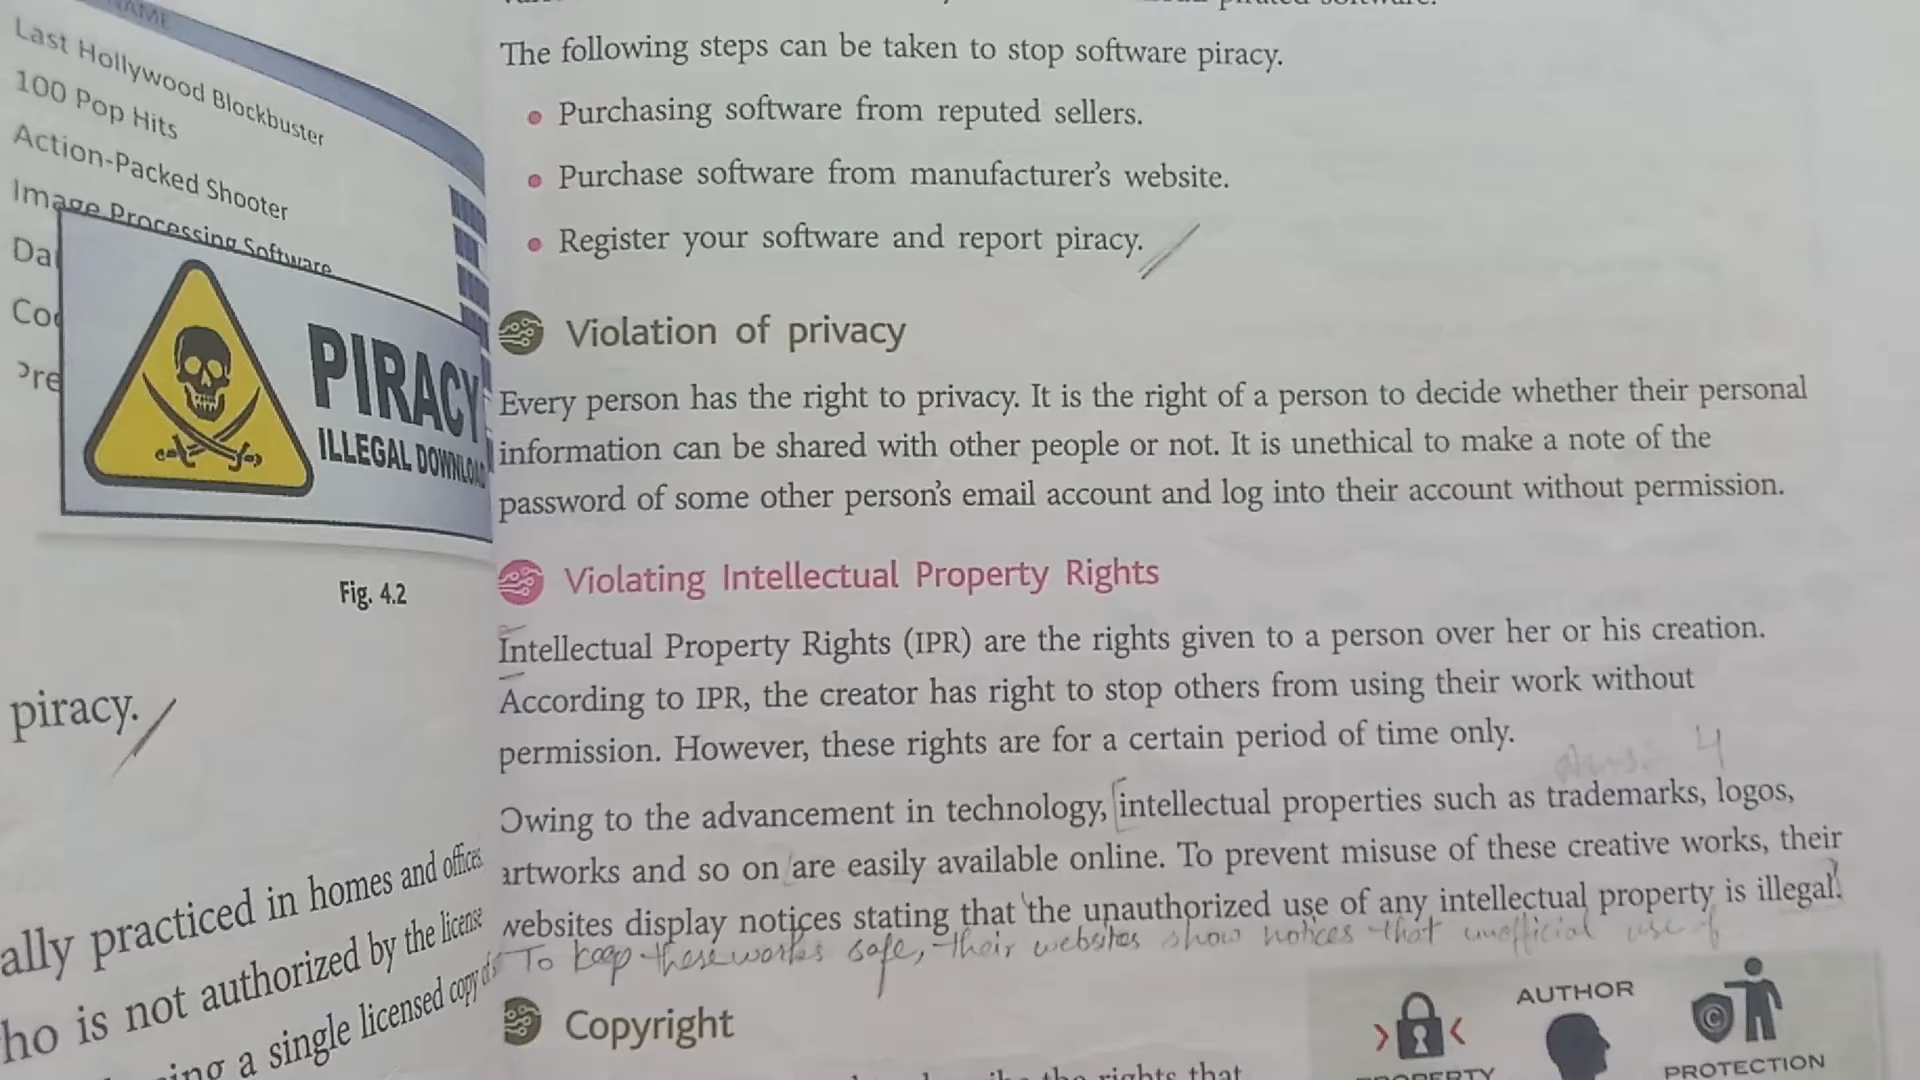 NAME
Last Hollywood Blockbuster
100 Pop Hits
Action-Packed Shooter
Image Processing Software
PIRACY
ILLEGAL DOWNLOAD
Fig. 4.2
piracy.
ally practiced in homes and offices
ho is not authorized by the license
a single licensed copy of
The following steps can be taken to stop software piracy.
• Purchasing software from reputed sellers.
• Purchase software from manufacturer's website.
• Register your software and report piracy.
Violation of privacy
Every person has the right to privacy. It is the right of a person to decide whether their personal
information can be shared with other people or not. It is unethical to make a note of the
password of some other person's email account and log into their account without permission.
Violating Intellectual Property Rights
Intellectual Property Rights (IPR) are the rights given to a person over her or his creation.
According to IPR, the creator has right to stop others from using their work without
permission. However, these rights are for a certain period of time only.
Ans. 4
Owing to the advancement in technology, intellectual properties such as trademarks, logos,
artworks and so on are easily available online. To prevent misuse of these creative works, their
websites display notices stating that the unauthorized use of any intellectual property is illegal.
To keep these works safe, their websites show notices that unofficial use of
Copyright
the rights that
AUTHOR
PROPERTY
PROTECTION